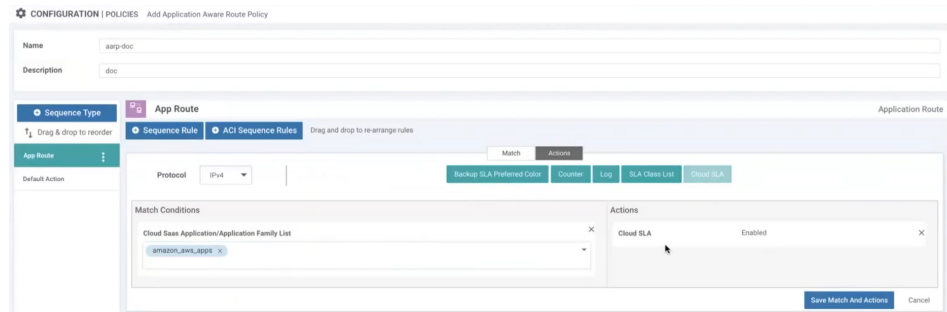 CONFIGURATION | POLICIES Add Application Aware Route Policy
Name aarp-doc
Description doc
Sequence Type
Drag & drop to reorder
App Route
Default Action
App Route Application Route
Sequence Rule ACI Sequence Rules Drag and drop to re-arrange rules
Match Actions
Protocol IPv4 Backup SLA Preferred Color Counter Log SLA Class List Cloud SLA
Match Conditions
Cloud Saas Application/Application Family List
amazon_aws_apps ×
Actions
Cloud SLA Enabled
Save Match And Actions Cancel